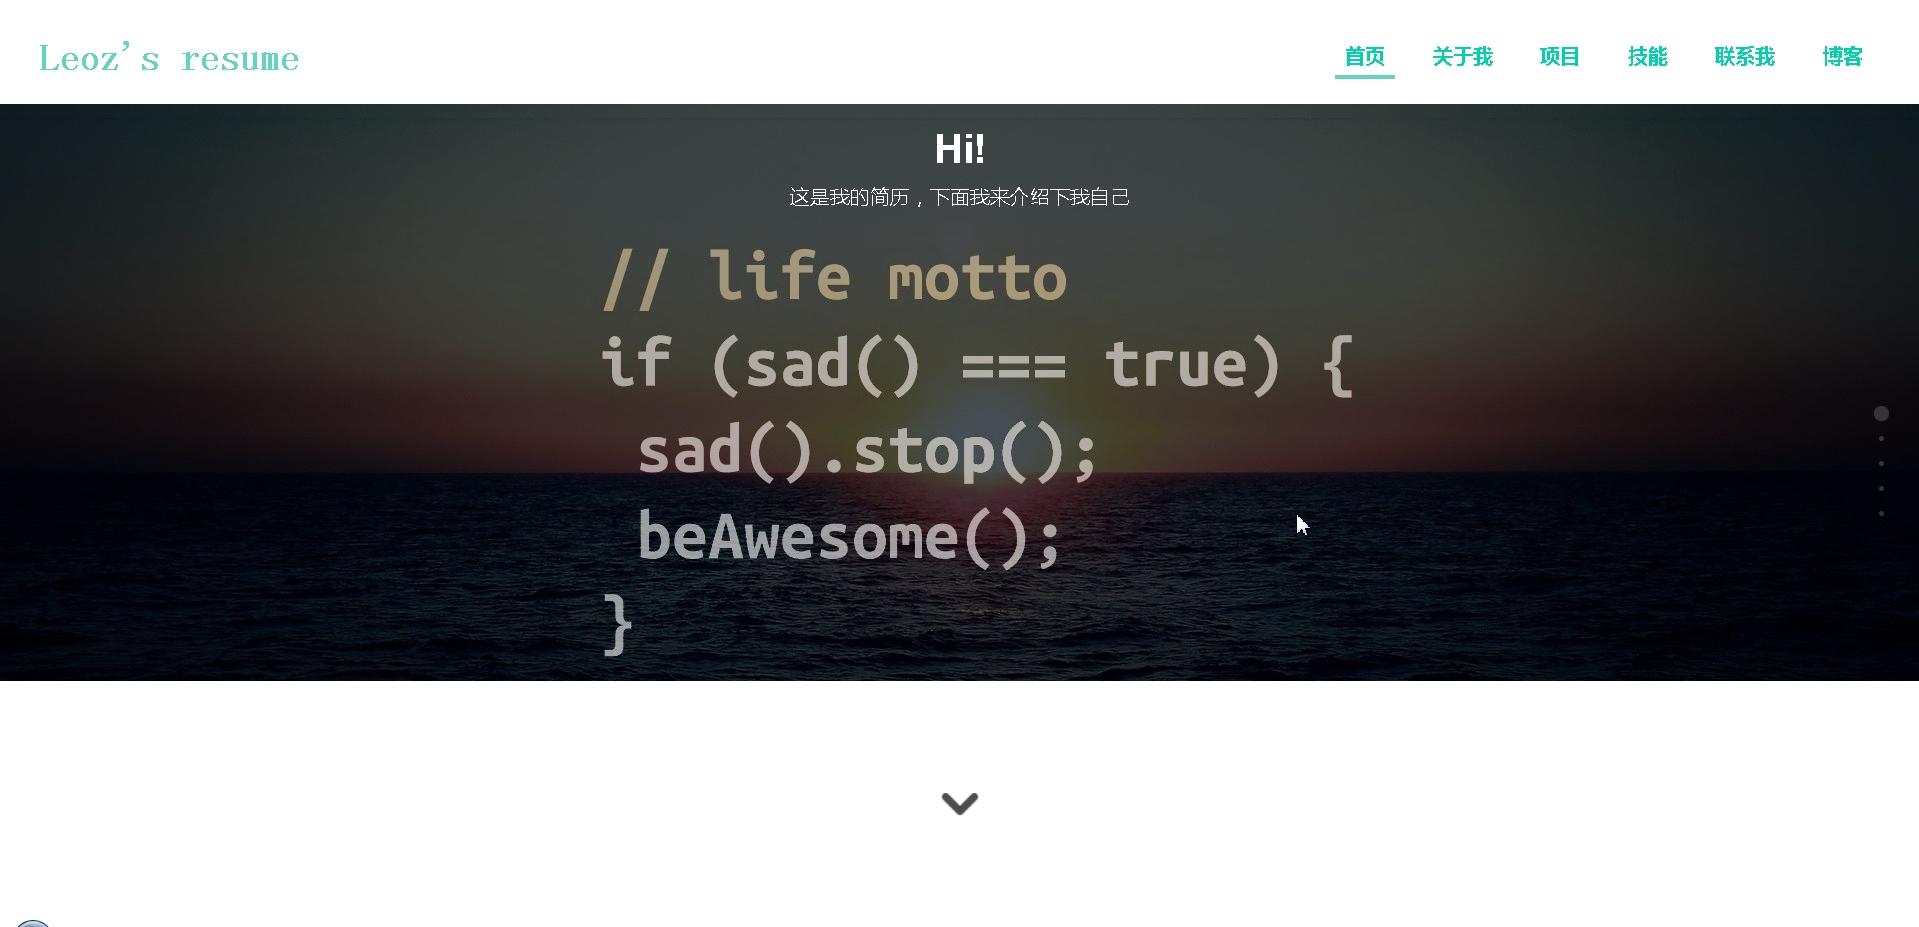 Leoz's resume
首页 关于我 项目 技能 联系我 博客
Hi!
这是我的简历，下面我来介绍下我自己
// life motto
if (sad() === true) {
sad().stop();
beAwesome();
}